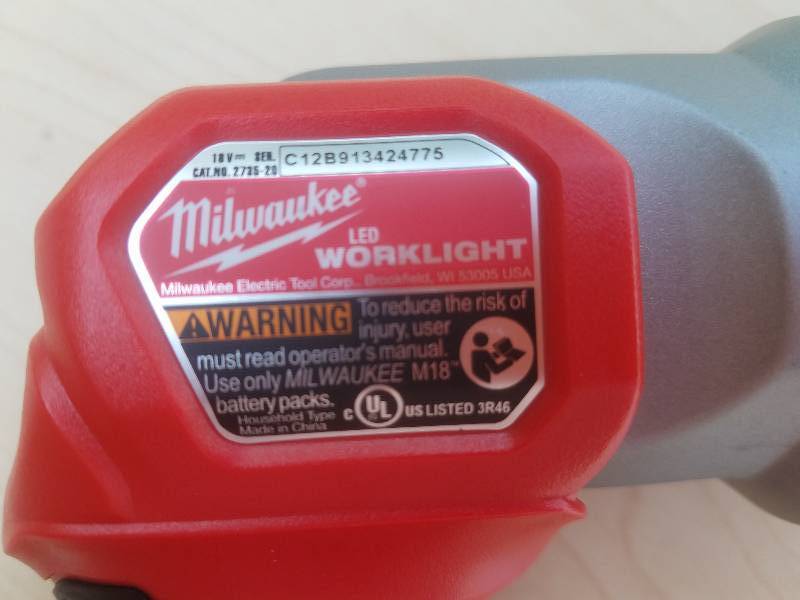 18V⎓ SER. C12B913424775
CAT.NO. 2735-20
Milwaukee®
LED
WORKLIGHT
Milwaukee Electric Tool Corp., Brookfield, WI 53005 USA
WARNING To reduce the risk of
injury, user
must read operator's manual.
Use only MILWAUKEE M18™
battery packs.
Household Type
Made in China
C UL US LISTED 3R46